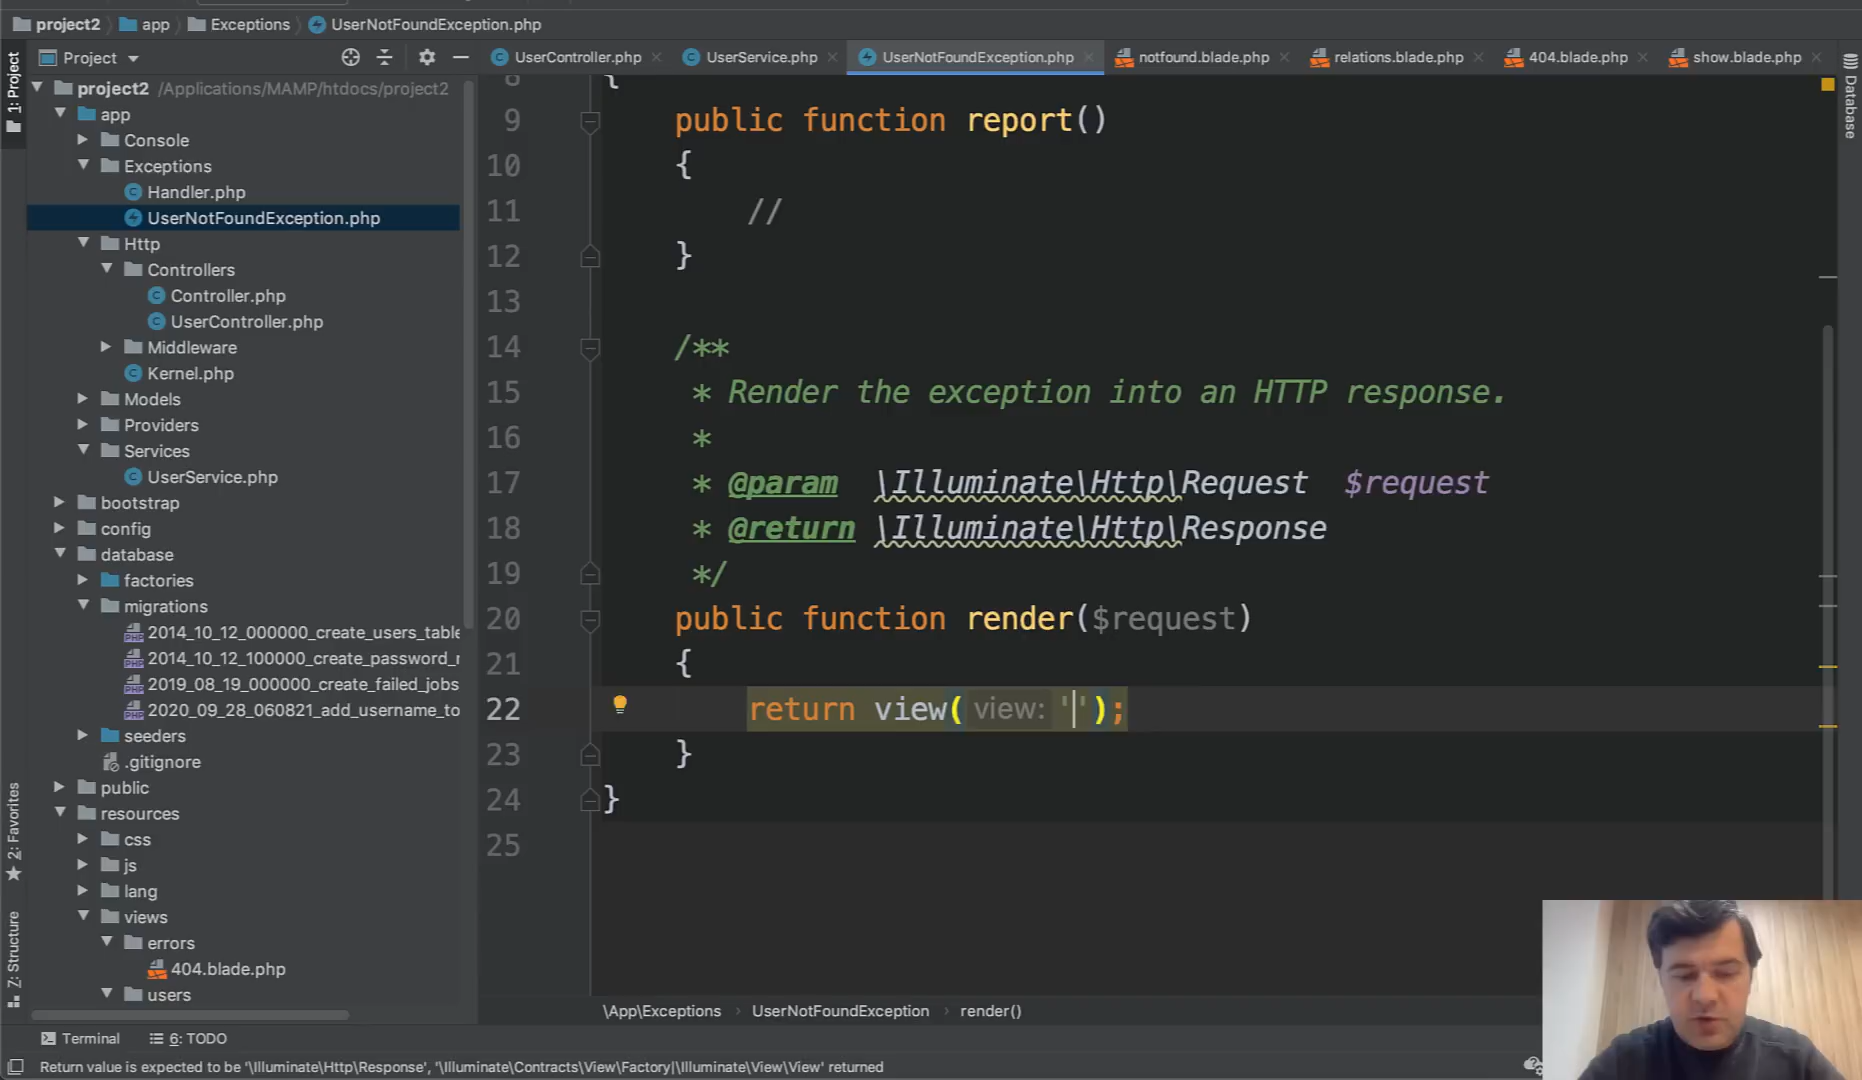 project2 app Exceptions UserNotFoundException.php
Project
UserController.php UserService.php UserNotFoundException.php notfound.blade.php relations.blade.php 404.blade.php show.blade.php
1: Project
2: Favorites
Z: Structure
Database
project2 /Applications/MAMP/htdocs/project2
app
Console
Exceptions
Handler.php
UserNotFoundException.php
Http
Controllers
Controller.php
UserController.php
Middleware
Kernel.php
Models
Providers
Services
UserService.php
bootstrap
config
database
factories
migrations
2014_10_12_000000_create_users_table
2014_10_12_100000_create_password_r
2019_08_19_000000_create_failed_jobs
2020_09_28_060821_add_username_to
seeders
.gitignore
public
resources
css
js
lang
views
errors
404.blade.php
users
8 {
9 public function report()
10 {
11 //
12 }
13
14 /**
15 * Render the exception into an HTTP response.
16 *
17 * @param \Illuminate\Http\Request $request
18 * @return \Illuminate\Http\Response
19 */
20 public function render($request)
21 {
22 return view( view: '');
23 }
24 }
25
\App\Exceptions › UserNotFoundException › render()
Terminal 6: TODO
Return value is expected to be '\Illuminate\Http\Response', '\Illuminate\Contracts\View\Factory|\Illuminate\View\View' returned